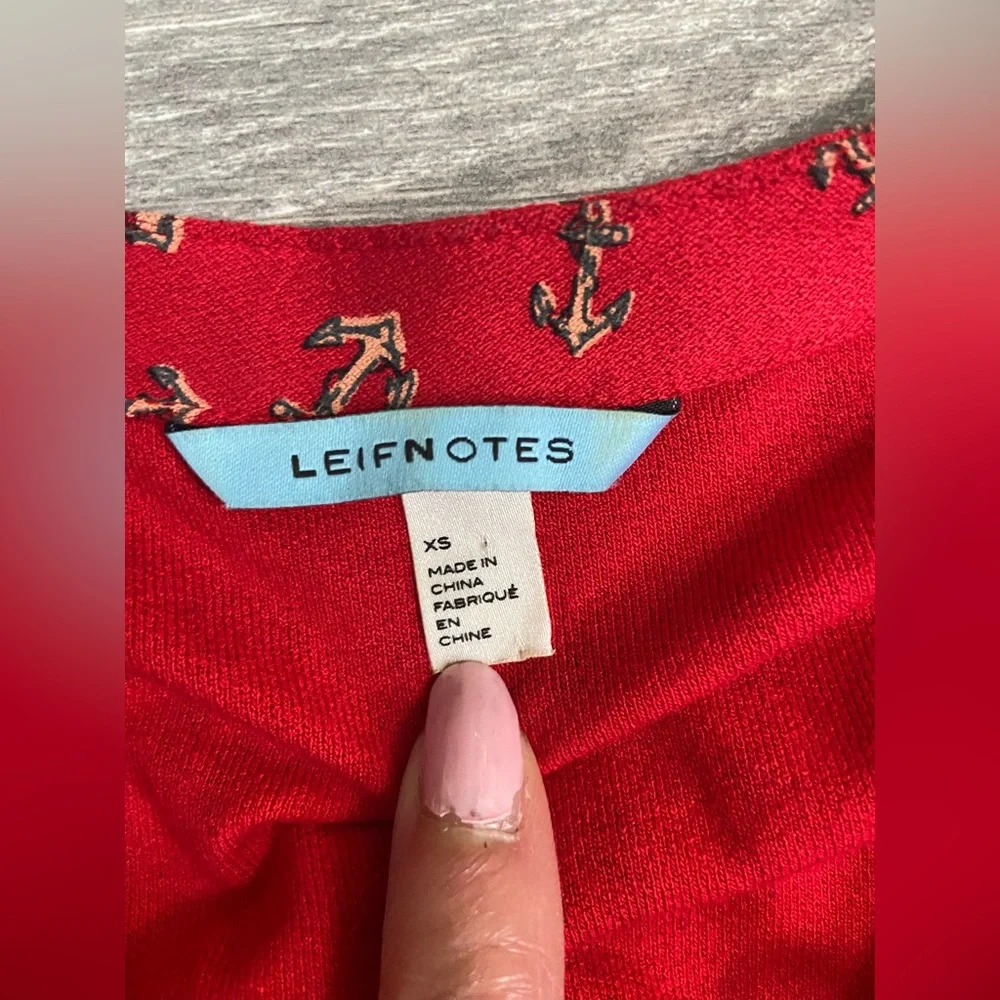 LEIFNOTES
XS
MADE IN
CHINA
FABRIQUÉ
EN
CHINE